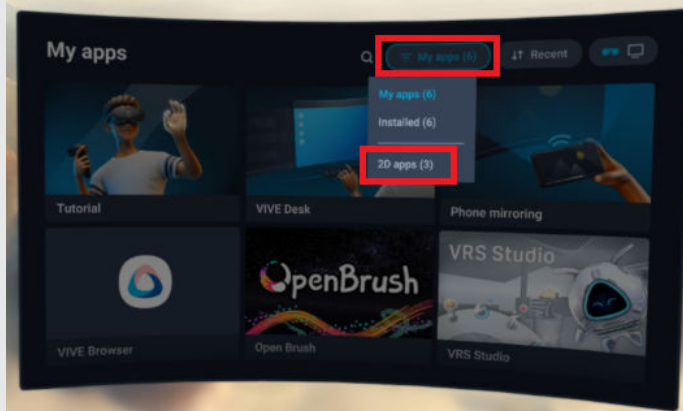 My apps
My apps (6)
Recent
My apps (6)
Installed (6)
2D apps (3)
Tutorial
VIVE Desk
Phone mirroring
OpenBrush
VRS Studio
VIVE Browser
Open Brush
VRS Studio